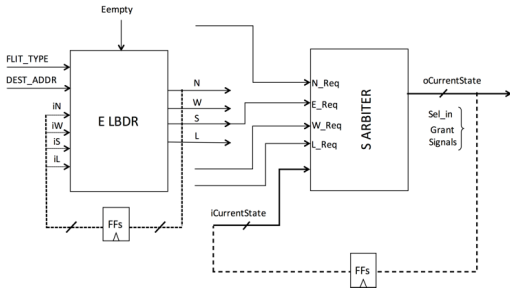 Eempty
FLIT_TYPE
DEST_ADDR
iN
iW
iS
iL
E LBDR
N
W
S
L
FFs
N_Req
E_Req
W_Req
L_Req
S ARBITER
iCurrentState
oCurrentState
Sel_in
Grant
Signals
FFs